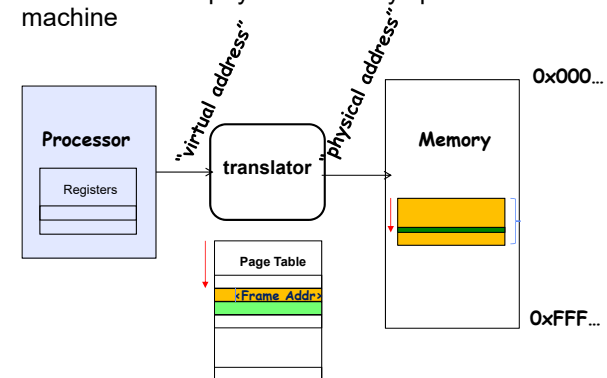 machine
"virtual address"
"physical address"
0x000...
Processor
translator
Memory
Registers
Page Table
<Frame Addr>
0xFFF...